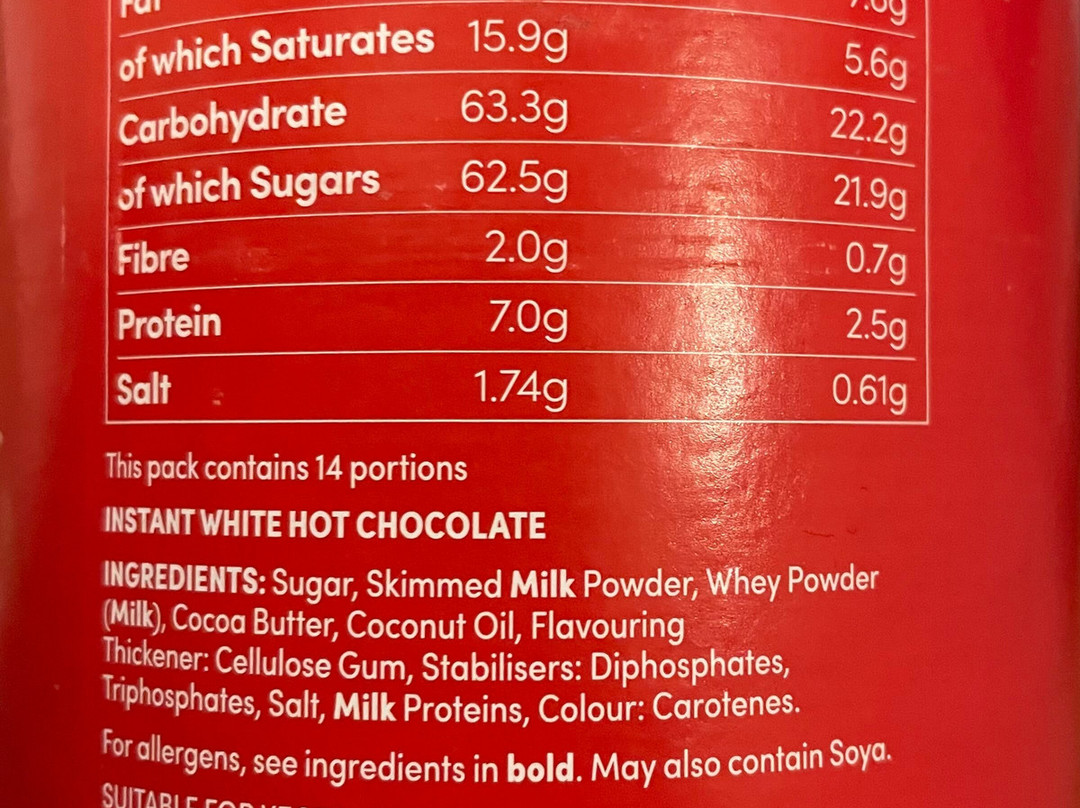 Fat
of which Saturates 15.9g 5.6g
Carbohydrate 63.3g 22.2g
of which Sugars 62.5g 21.9g
Fibre 2.0g 0.7g
Protein 7.0g 2.5g
Salt 1.74g 0.61g
This pack contains 14 portions
INSTANT WHITE HOT CHOCOLATE
INGREDIENTS: Sugar, Skimmed Milk Powder, Whey Powder
(Milk), Cocoa Butter, Coconut Oil, Flavouring
Thickener: Cellulose Gum, Stabilisers: Diphosphates,
Triphosphates, Salt, Milk Proteins, Colour: Carotenes.
For allergens, see ingredients in bold. May also contain Soya.
SUITABLE FOR